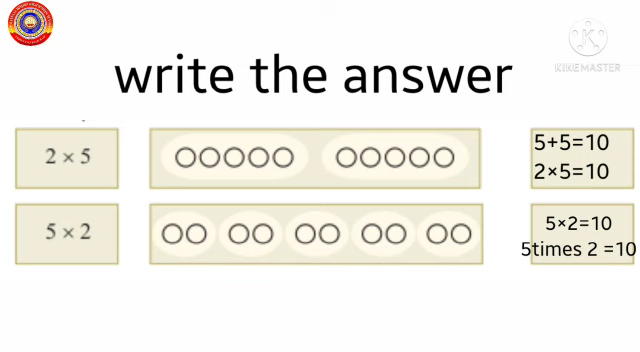 KINEMASTER
write the answer
2 × 5
5+5=10
2×5=10
5 × 2
5×2=10
5times 2 =10